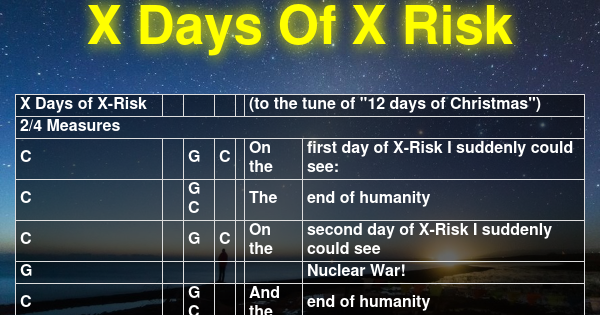 X Days Of X Risk
X Days of X-Risk (to the tune of "12 days of Christmas")
2/4 Measures
C G C On the first day of X-Risk I suddenly could see:
C G C The end of humanity
C G C On the second day of X-Risk I suddenly could see
G Nuclear War!
C G C And the end of humanity